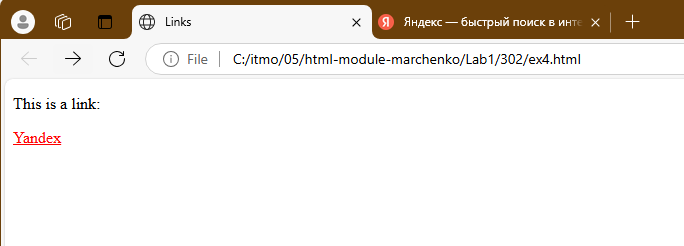 Links
Я Яндекс — быстрый поиск в инте
File C:/itmo/05/html-module-marchenko/Lab1/302/ex4.html
This is a link:
Yandex